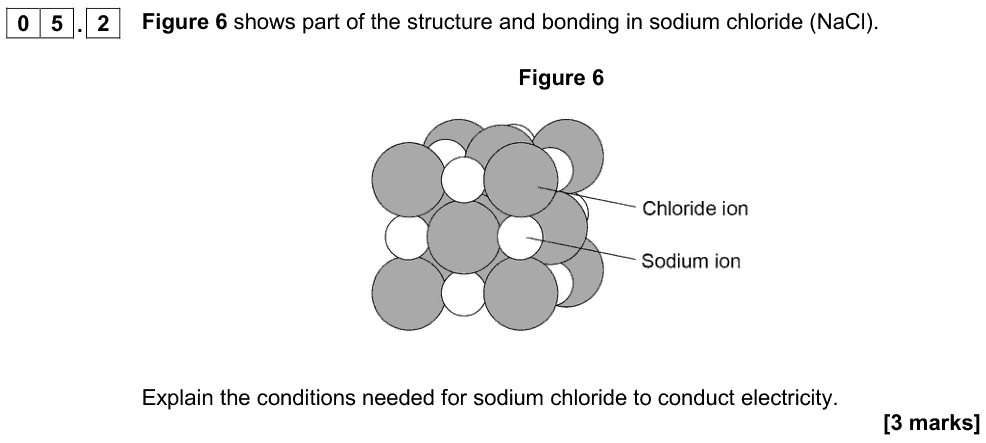 0 5 . 2 Figure 6 shows part of the structure and bonding in sodium chloride (NaCl).
Figure 6
Chloride ion
Sodium ion
Explain the conditions needed for sodium chloride to conduct electricity.
[3 marks]